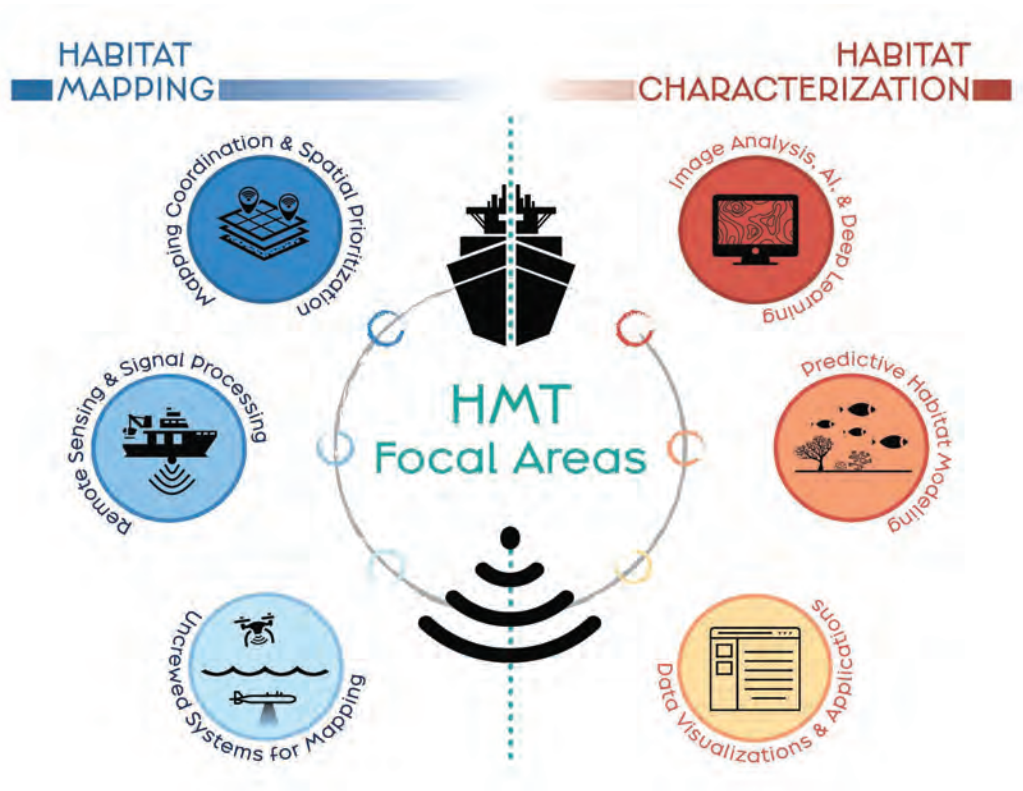 HABITAT
MAPPING
HABITAT
CHARACTERIZATION
Mapping Coordination & Spatial Prioritization
Image Analysis, AI, & Deep Learning
HMT
Focal Areas
Remote Sensing & Signal Processing
Predictive Habitat Modeling
Uncrewed Systems for Mapping
Data Visualizations & Applications